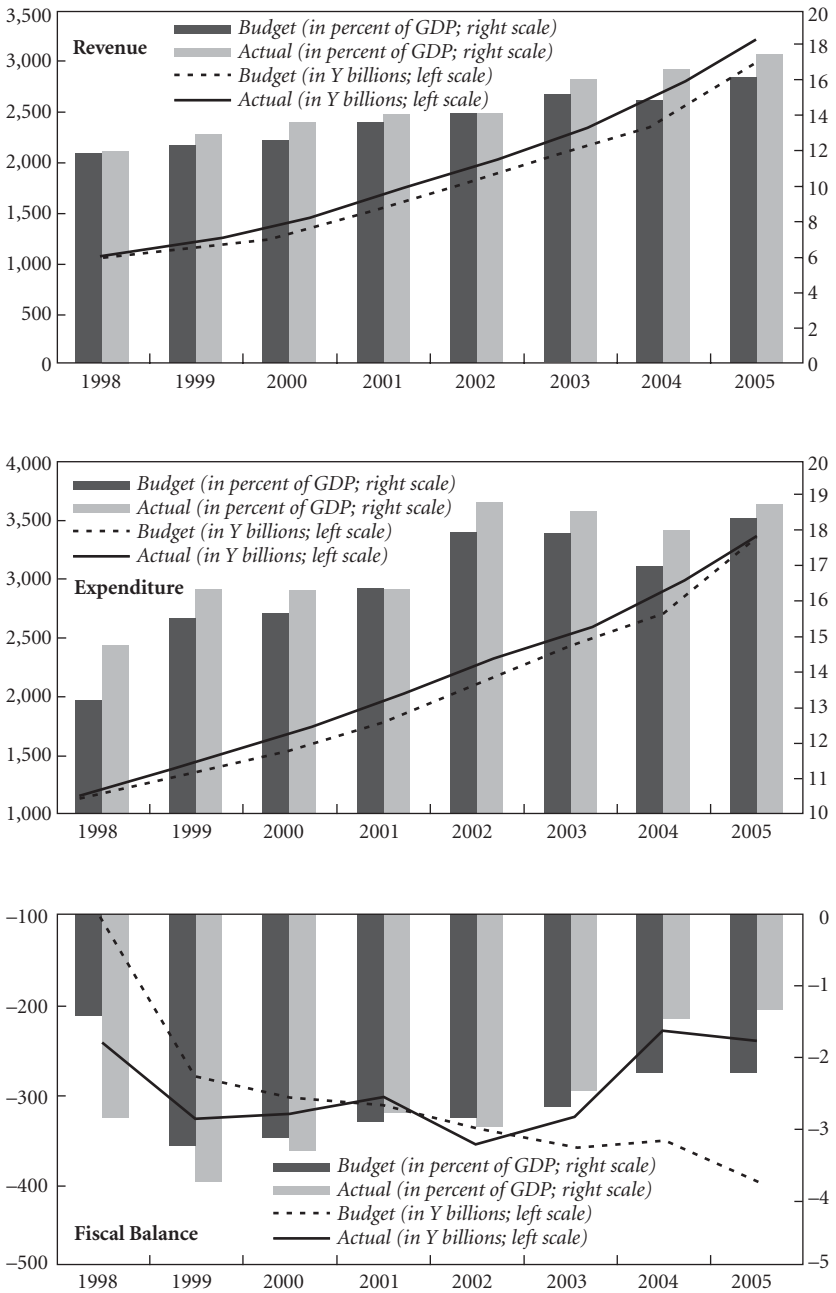 Revenue
Budget (in percent of GDP; right scale)
Actual (in percent of GDP; right scale)
Budget (in Y billions; left scale)
Actual (in Y billions; left scale)
3,500
3,000
2,500
2,000
1,500
1,000
500
0
20
18
16
14
12
10
8
6
4
2
0
1998 1999 2000 2001 2002 2003 2004 2005
Budget (in percent of GDP; right scale)
Actual (in percent of GDP; right scale)
Budget (in Y billions; left scale)
Actual (in Y billions; left scale)
Expenditure
4,000
3,500
3,000
2,500
2,000
1,500
1,000
20
19
18
17
16
15
14
13
12
11
10
1998 1999 2000 2001 2002 2003 2004 2005
–100
–200
–300
–400
–500
0
–1
–2
–3
–4
–5
Budget (in percent of GDP; right scale)
Actual (in percent of GDP; right scale)
Budget (in Y billions; left scale)
Actual (in Y billions; left scale)
Fiscal Balance
1998 1999 2000 2001 2002 2003 2004 2005